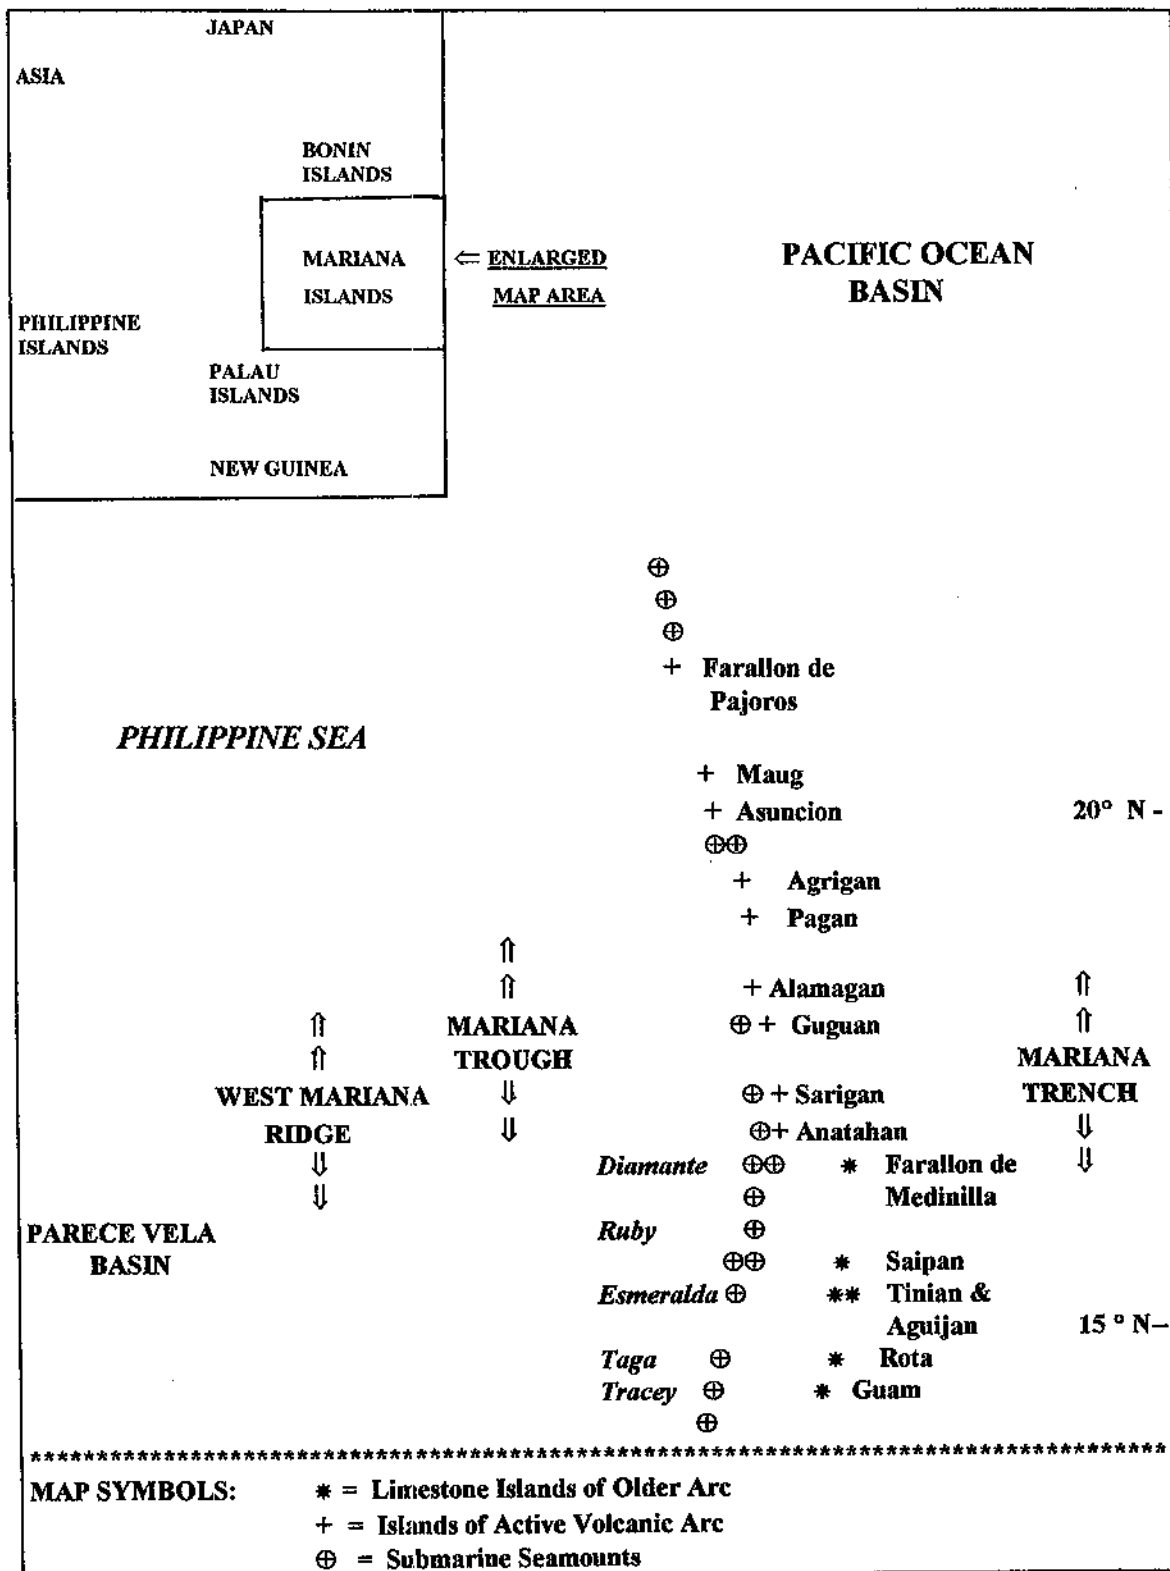 JAPAN
ASIA
BONIN
ISLANDS
MARIANA
ISLANDS
⇐ ENLARGED
MAP AREA
PACIFIC OCEAN
BASIN
PHILIPPINE
ISLANDS
PALAU
ISLANDS
NEW GUINEA
⊕
⊕
⊕
+ Farallon de
Pajoros
PHILIPPINE SEA
+ Maug
+ Asuncion
20° N -
⊕⊕
+ Agrigan
+ Pagan
⇑
⇑
MARIANA
TROUGH
⇓
⇓
⇑
⇑
WEST MARIANA
RIDGE
⇓
⇓
PARECE VELA
BASIN
+ Alamagan
⊕ + Guguan
⊕ + Sarigan
⊕+ Anatahan
⇑
⇑
MARIANA
TRENCH
⇓
⇓
Diamante ⊕⊕ * Farallon de
⊕ Medinilla
Ruby ⊕
⊕⊕ * Saipan
Esmeralda ⊕ ** Tinian &
Aguijan
15 ° N–
Taga ⊕ * Rota
Tracey ⊕ * Guam
⊕
MAP SYMBOLS: * = Limestone Islands of Older Arc
+ = Islands of Active Volcanic Arc
⊕ = Submarine Seamounts